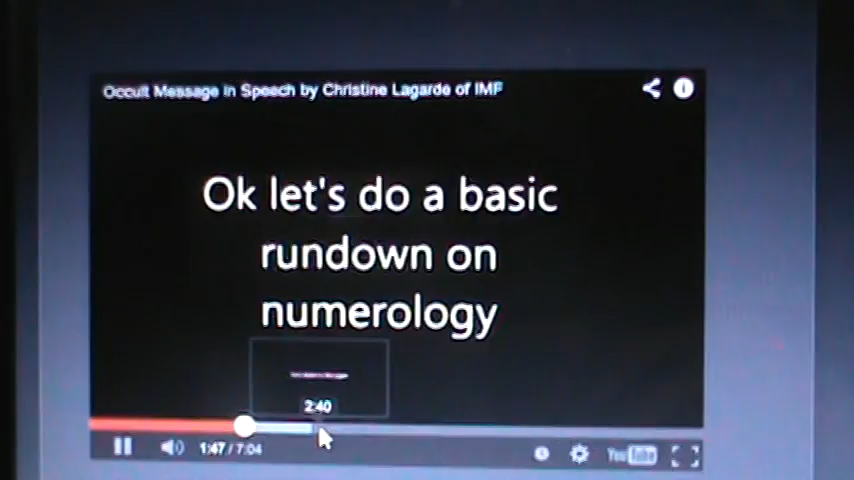 Occult Message in Speech by Christine Lagarde of IMF
Ok let's do a basic
rundown on
numerology
2:40
1:47 / 7:04
YouTube